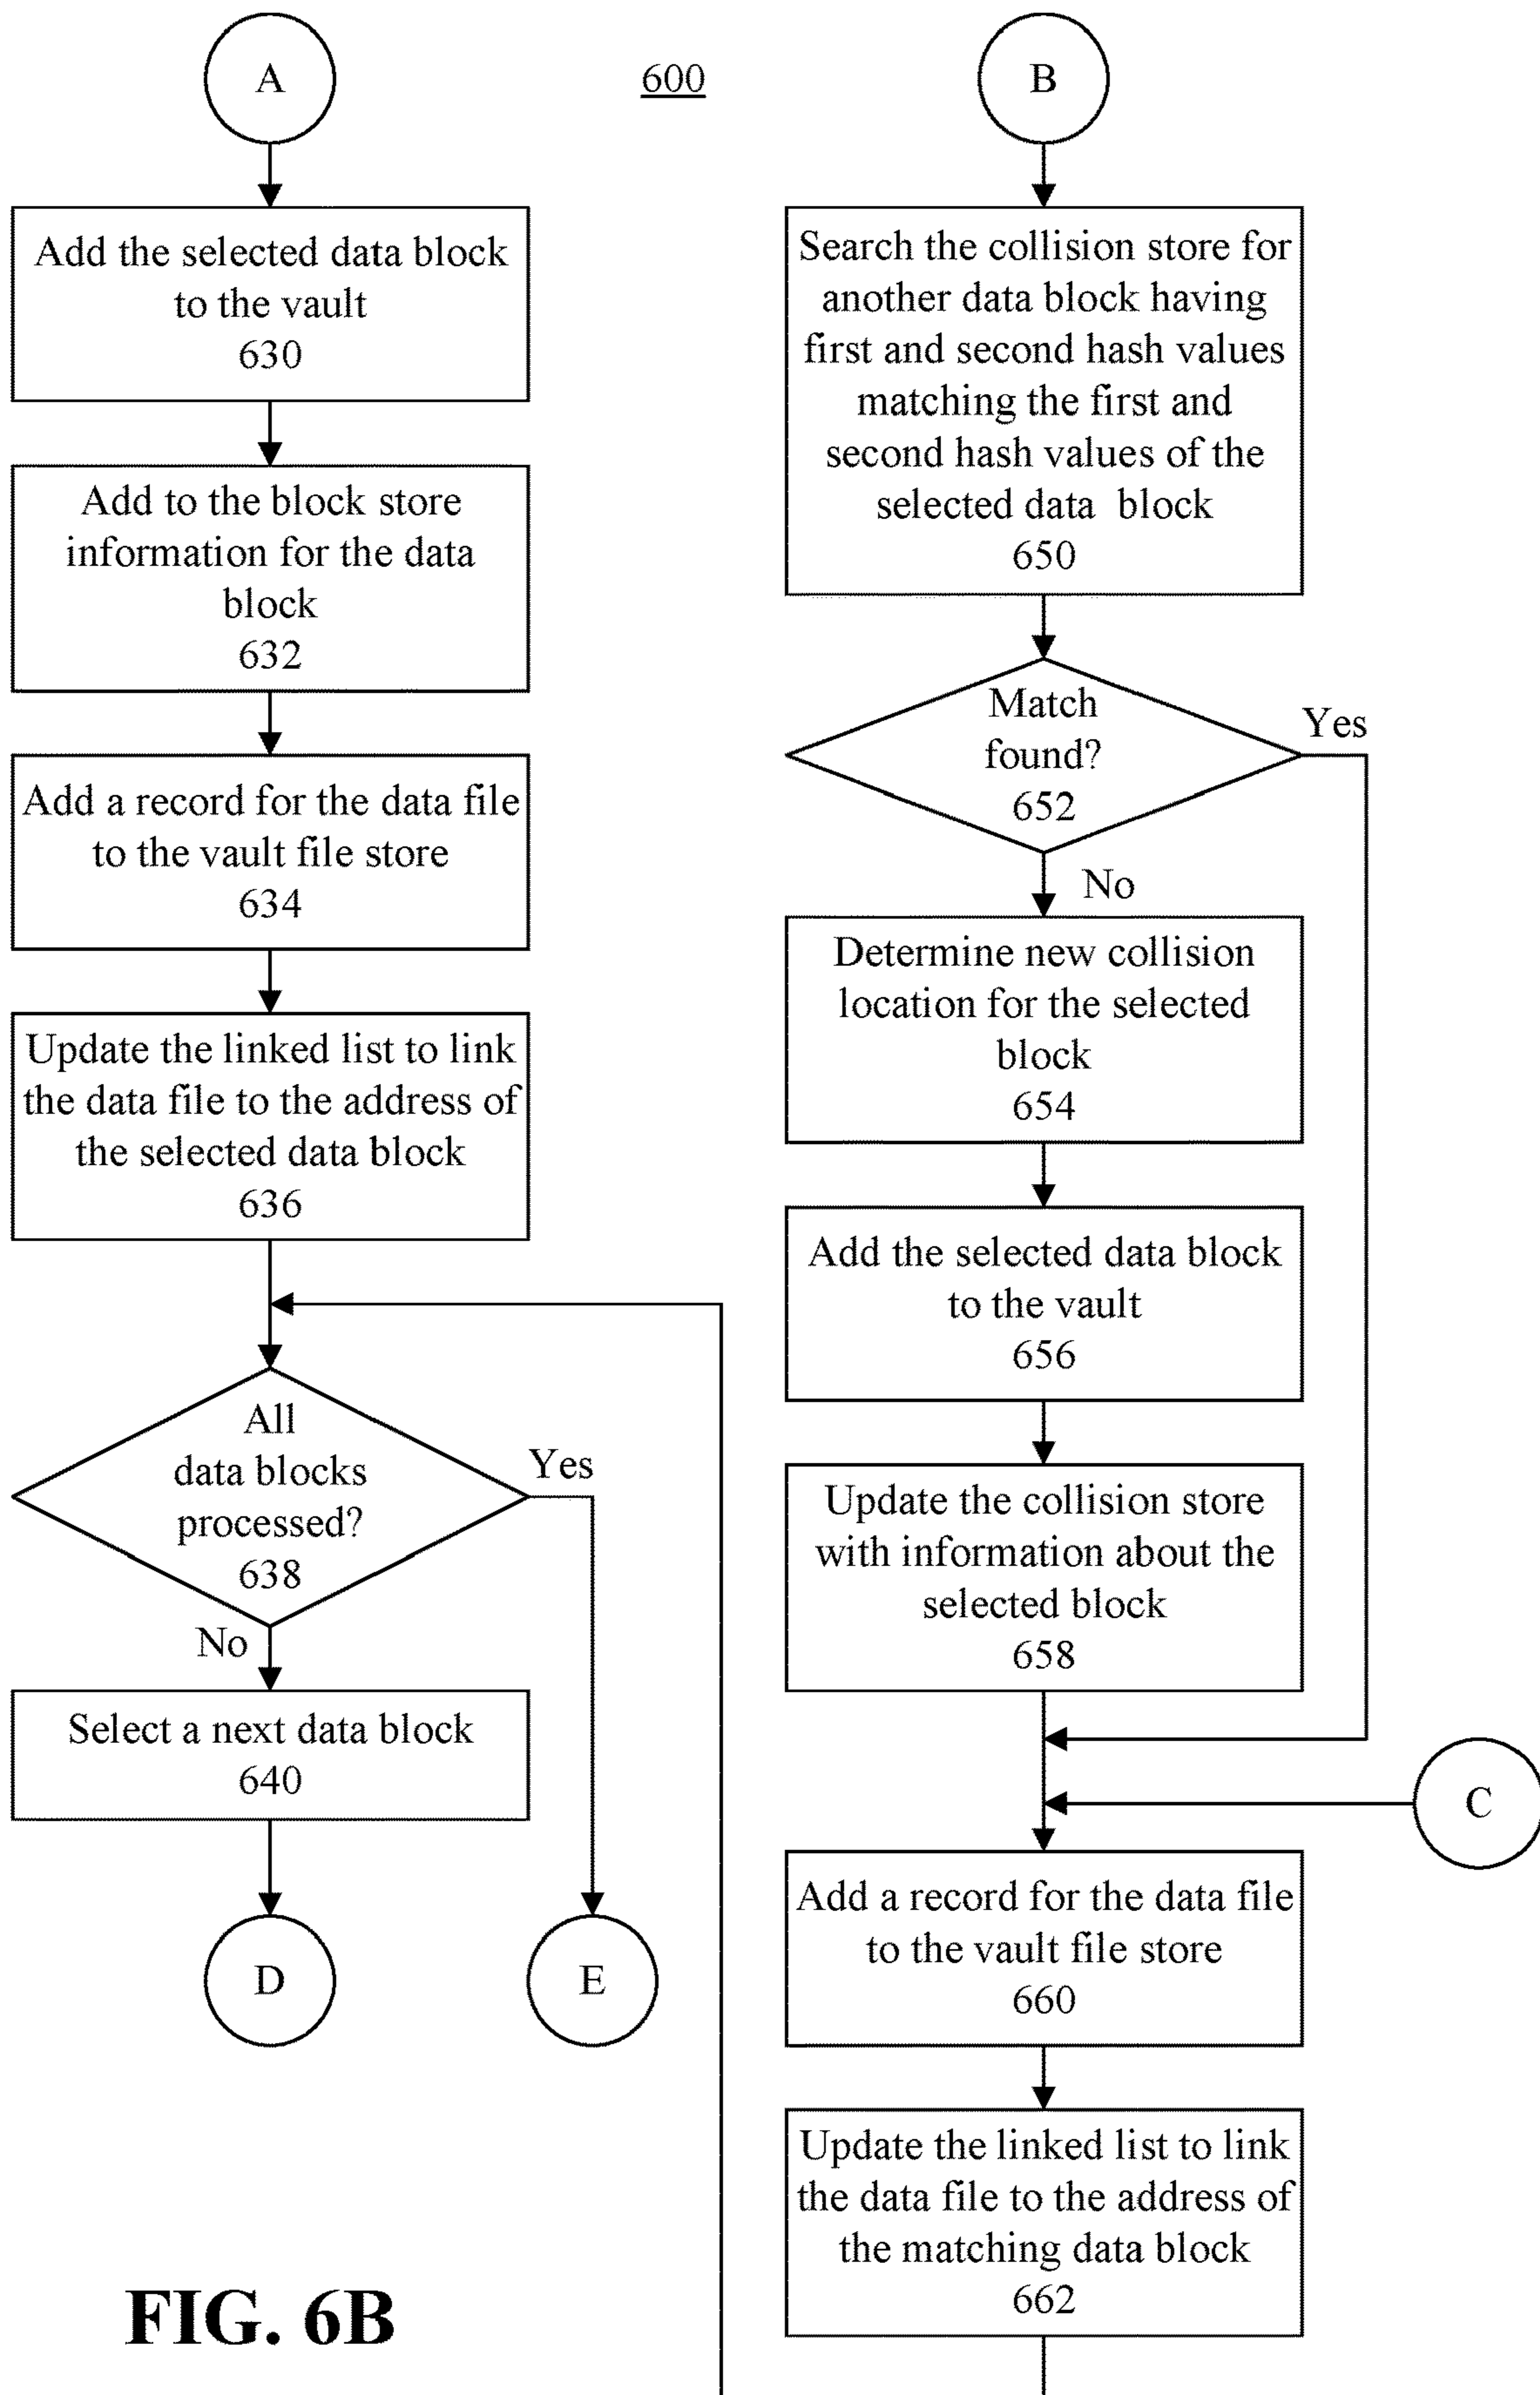 A
600
B
Add the selected data block
to the vault
630
Add to the block store
information for the data
block
632
Add a record for the data file
to the vault file store
634
Update the linked list to link
the data file to the address of
the selected data block
636
All
data blocks
processed?
638
Yes
No
Select a next data block
640
D
E
Search the collision store for
another data block having
first and second hash values
matching the first and
second hash values of the
selected data block
650
Match
found?
652
Yes
No
Determine new collision
location for the selected
block
654
Add the selected data block
to the vault
656
Update the collision store
with information about the
selected block
658
C
Add a record for the data file
to the vault file store
660
Update the linked list to link
the data file to the address of
the matching data block
662
FIG. 6B